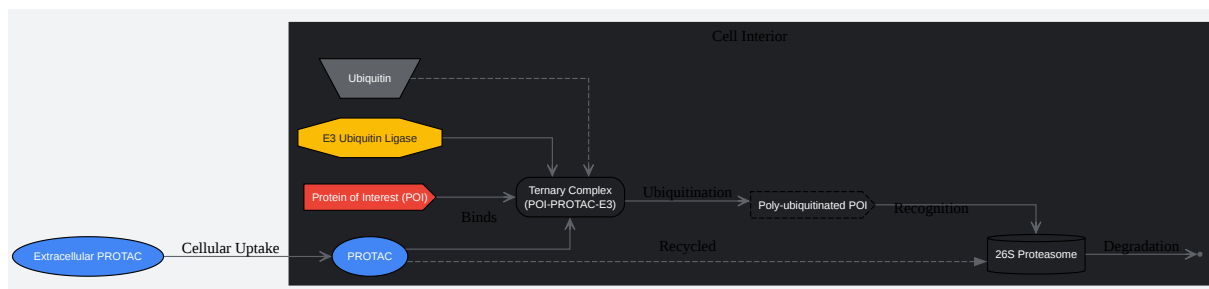 Cell Interior
Ubiquitin
E3 Ubiquitin Ligase
Protein of Interest (POI)
Binds
Ternary Complex
(POI-PROTAC-E3)
Ubiquitination
Poly-ubiquitinated POI
Recognition
Extracellular PROTAC
Cellular Uptake
PROTAC
Recycled
26S Proteasome
Degradation